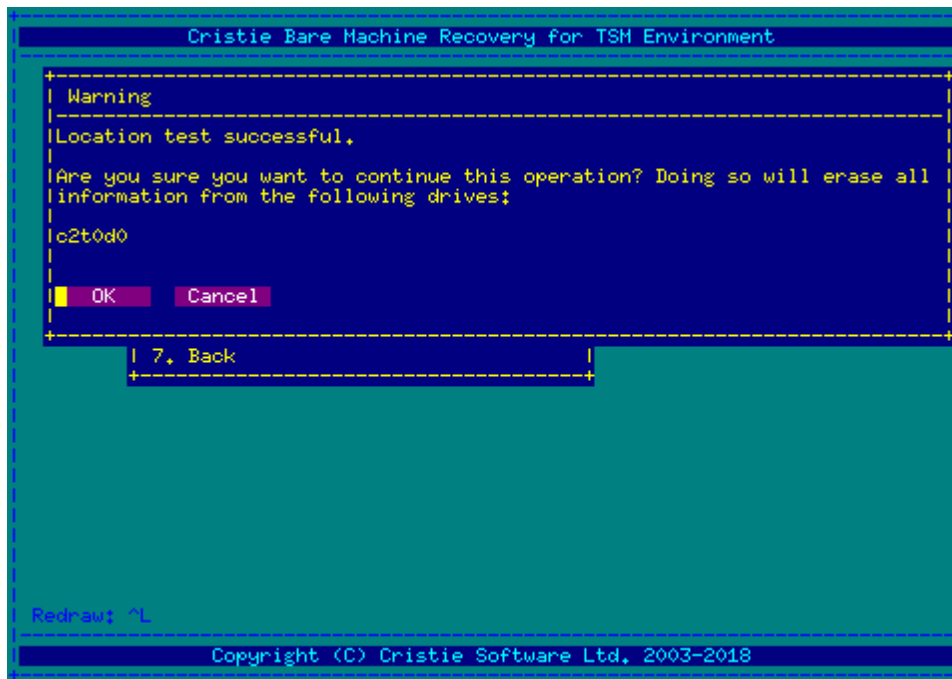 Cristie Bare Machine Recovery for TSM Environment
Warning
Location test successful.
Are you sure you want to continue this operation? Doing so will erase all
information from the following drives:
c2t0d0
OK Cancel
7. Back
Redraw: ^L
Copyright (C) Cristie Software Ltd. 2003-2018